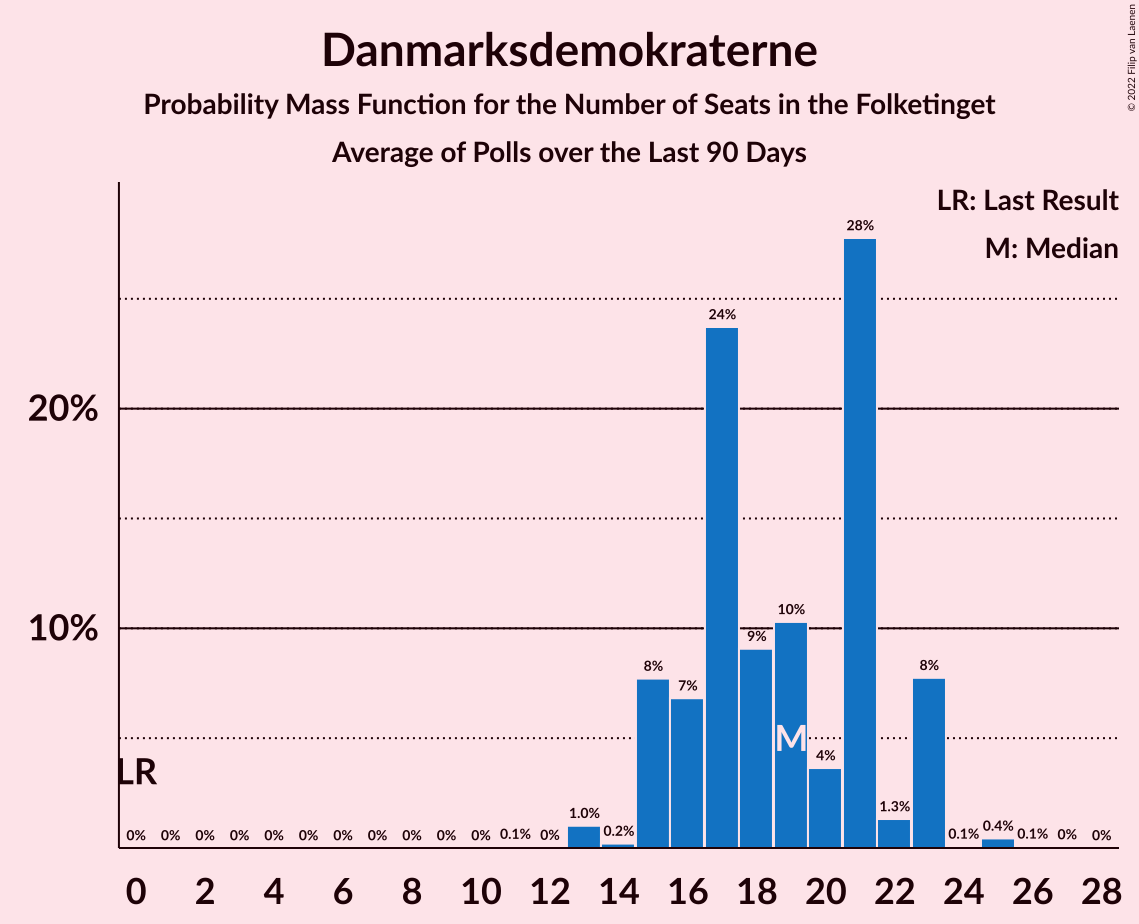 Danmarksdemokraterne
Probability Mass Function for the Number of Seats in the Folketinget
Average of Polls over the Last 90 Days
© 2022 Filip van Laenen
LR: Last Result
M: Median
28%
24%
20%
10%
10%
9%
8%
7%
8%
M
4%
LR
0% 0% 0% 0% 0% 0% 0% 0% 0% 0% 0% 0.1% 0% 1.0% 0.2% 1.3% 0.1% 0.4% 0.1% 0% 0%
0 2 4 6 8 10 12 14 16 18 20 22 24 26 28